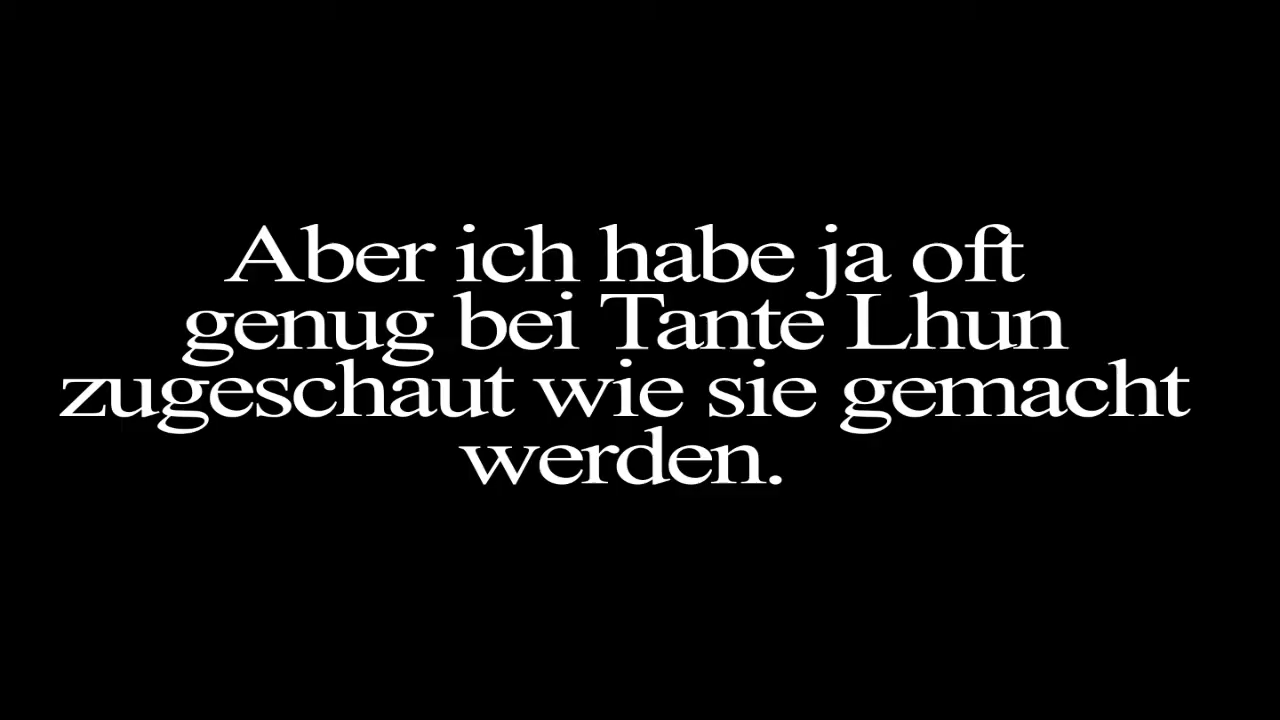 Aber ich habe ja oft
genug bei Tante Lhun
zugeschaut wie sie gemacht
werden.